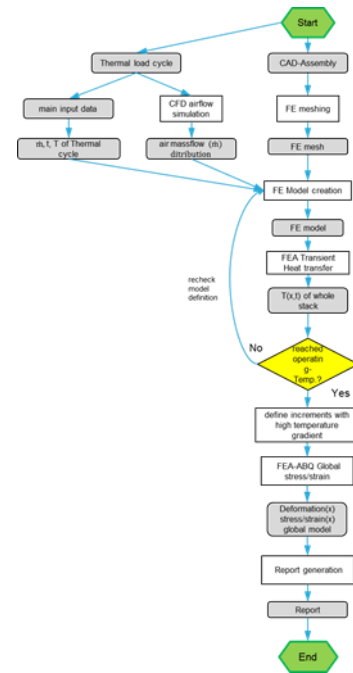 Start
Thermal load cycle
CAD-Assembly
main input data
CFD airflow
simulation
FE meshing
ṁ, t, T of Thermal
cycle
air massflow (ṁ)
ditribution
FE mesh
FE Model creation
FE model
FEA Transient
Heat transfer
recheck
model
definition
T(x,t) of whole
stack
No
reached
operatin
g-
Temp.?
Yes
define increments with
high temperature
gradient
FEA-ABQ Global
stress/strain
Deformation(x)
stress/strain(x)
global model
Report generation
Report
End